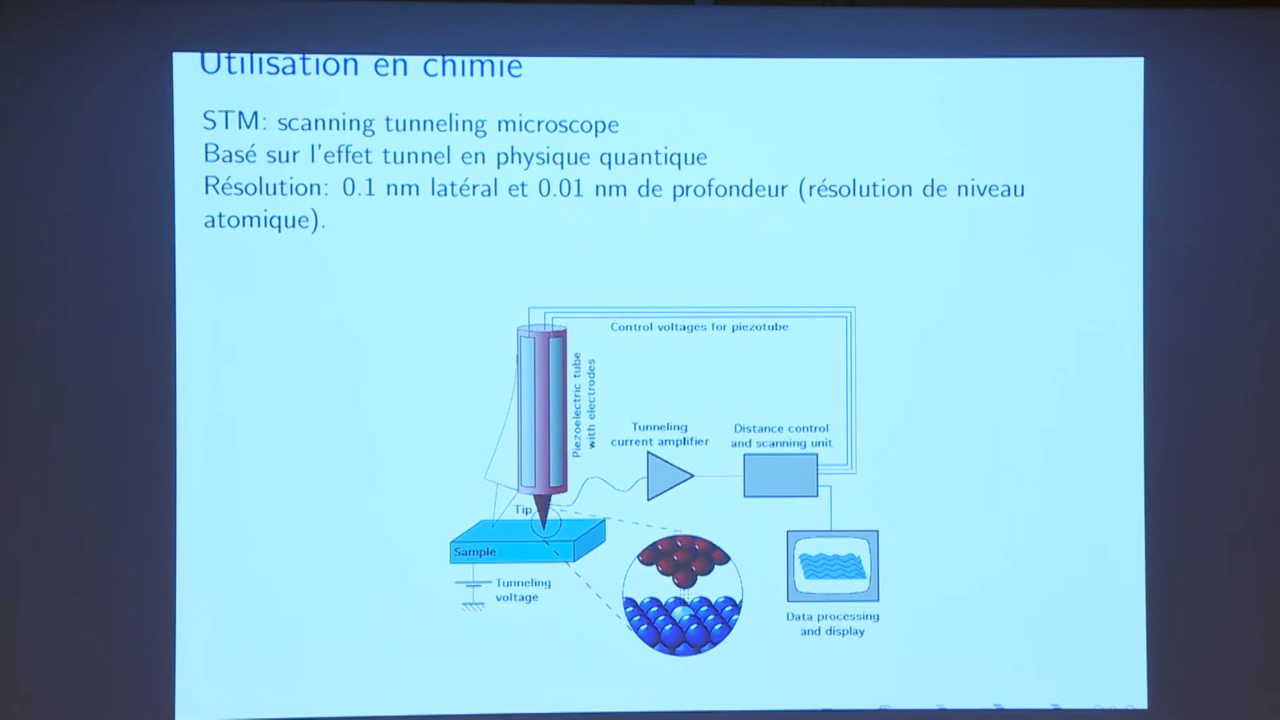 Utilisation en chimie
STM: scanning tunneling microscope
Basé sur l'effet tunnel en physique quantique
Résolution: 0.1 nm latéral et 0.01 nm de profondeur (résolution de niveau
atomique).
Control voltages for piezotube
Piezoelectric tube
with electrodes
Tunneling
current amplifier
Distance control
and scanning unit
Tip
Sample
Tunneling
voltage
Data processing
and display